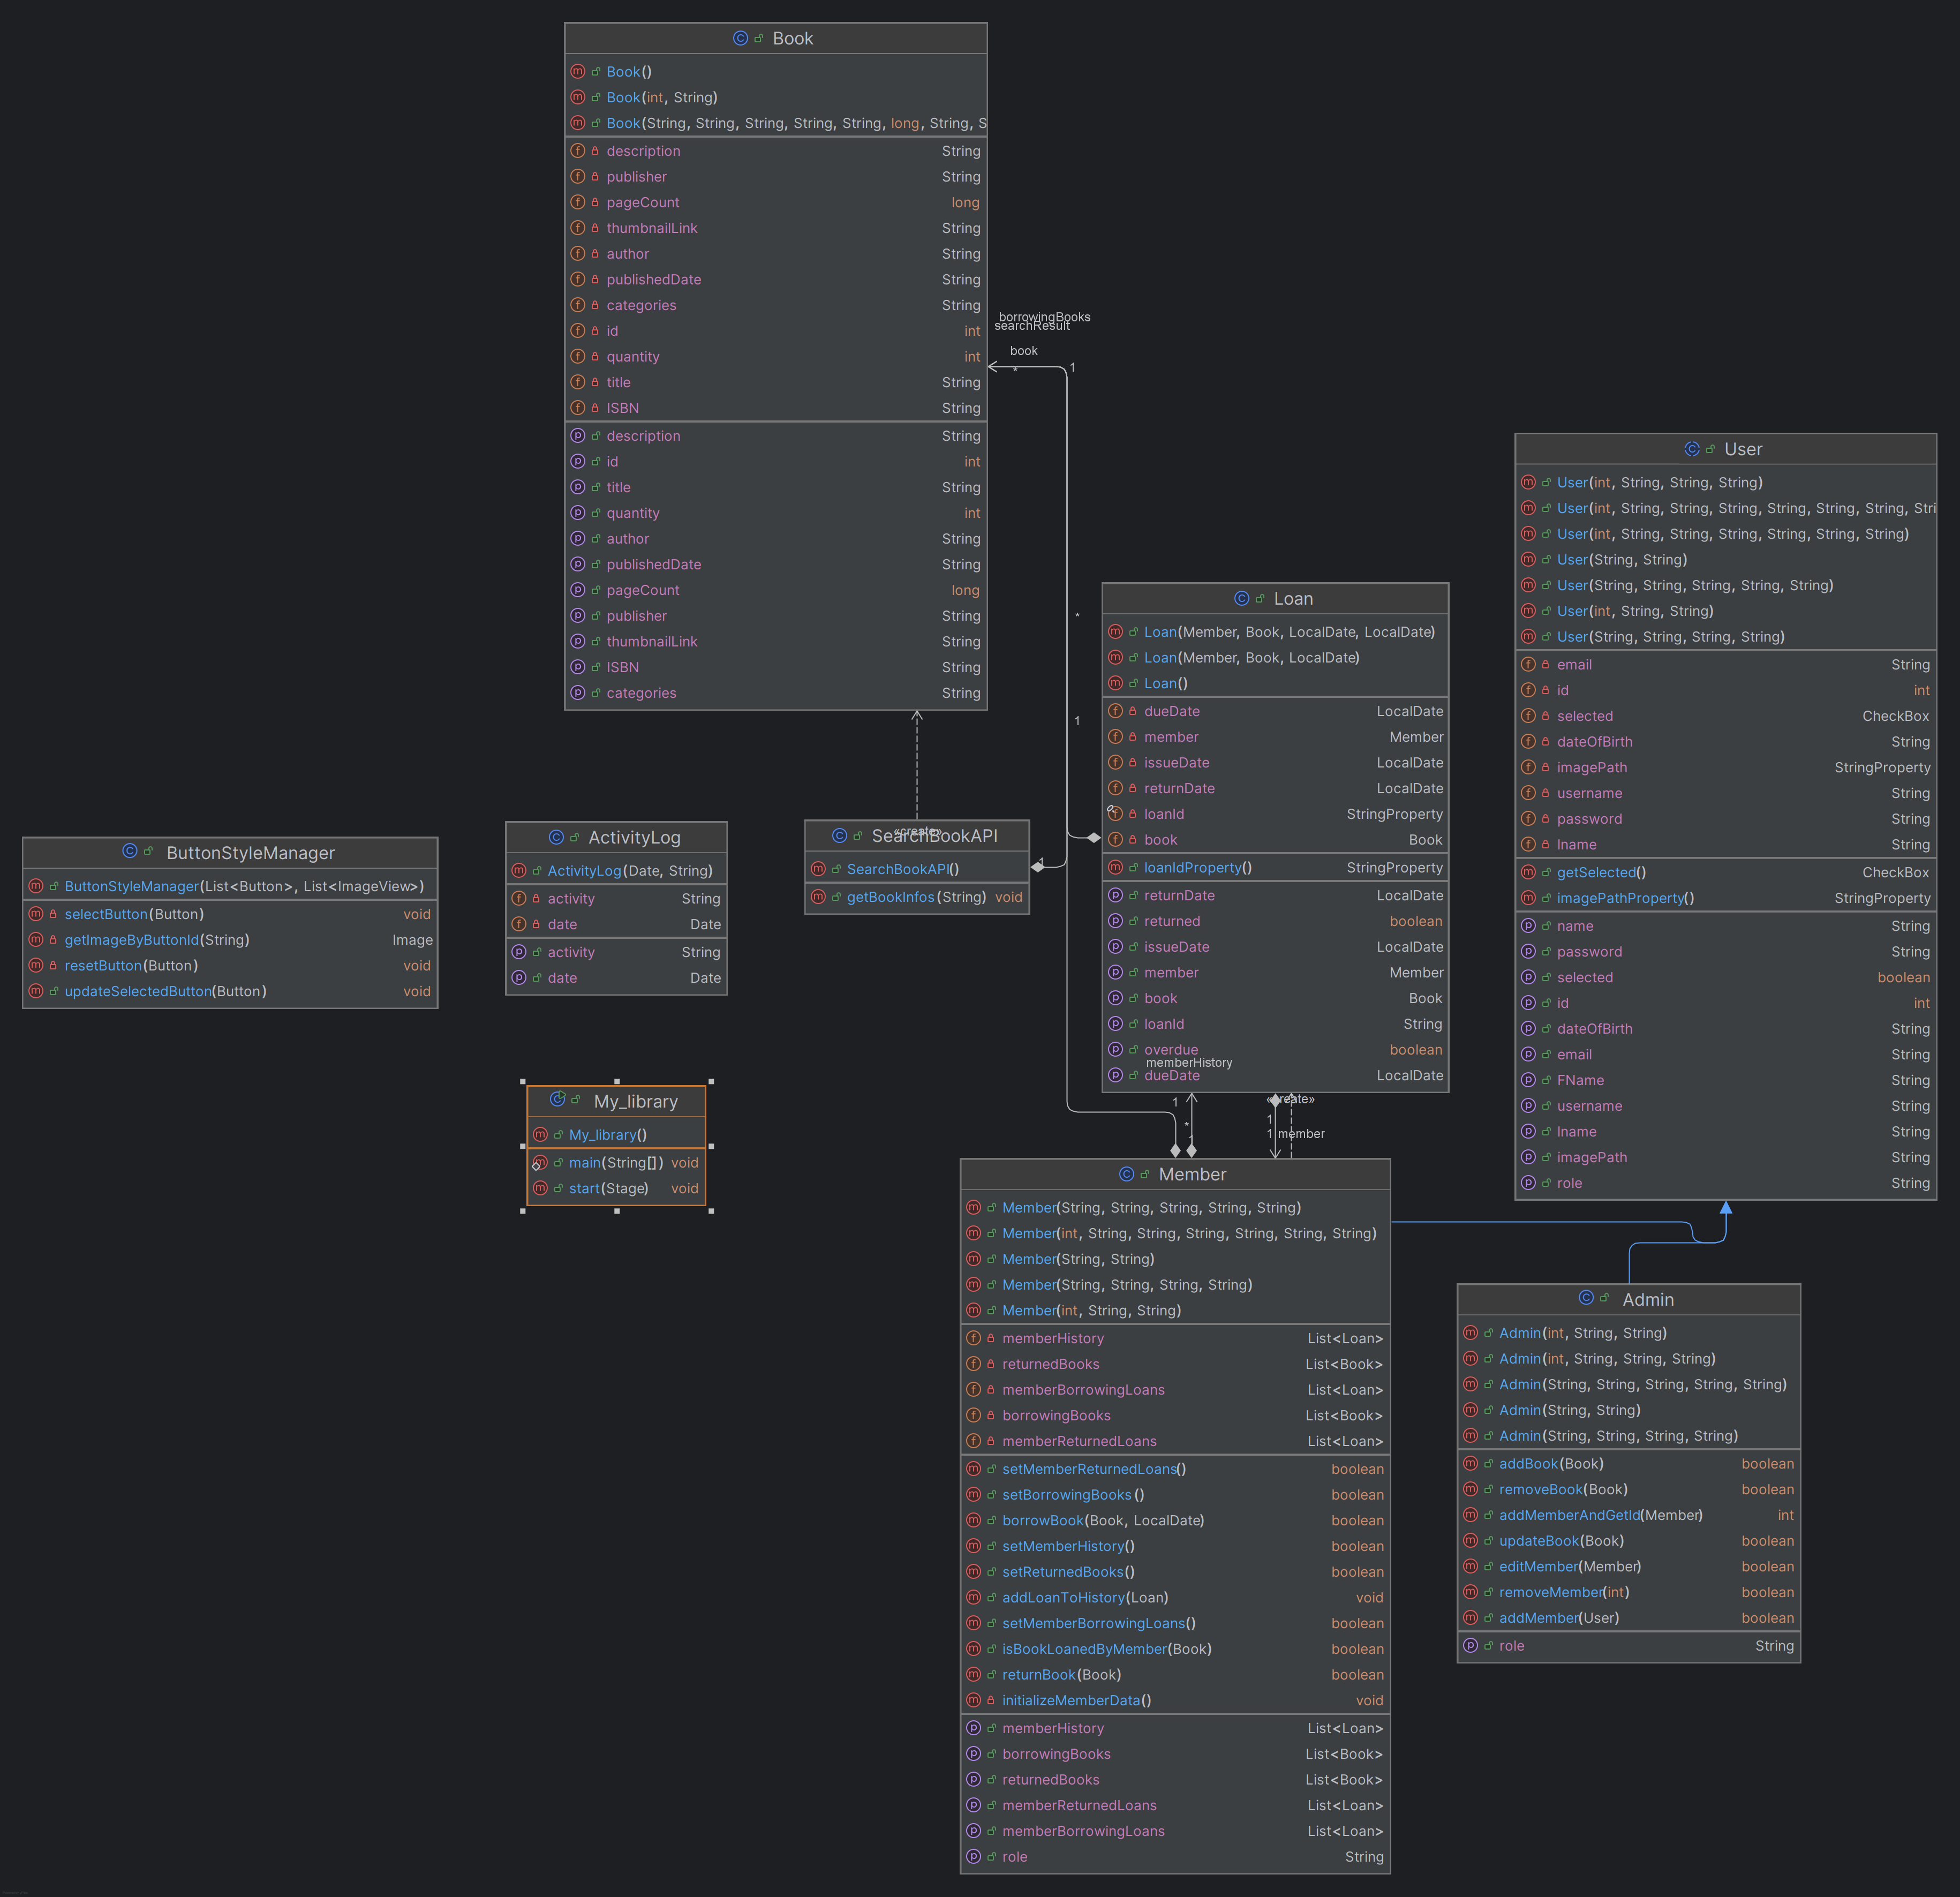 Book
Book()
Book(int, String)
Book(String, String, String, String, String, long, String, S
description String
publisher String
pageCount long
thumbnailLink String
author String
publishedDate String
categories String
id int
quantity int
title String
ISBN String
description String
id int
title String
quantity int
author String
publishedDate String
pageCount long
publisher String
thumbnailLink String
ISBN String
categories String
borrowingBooks
searchResult
book
1
*
*
1
User
User(int, String, String, String)
User(int, String, String, String, String, String, String, Stri
User(int, String, String, String, String, String, String)
User(String, String)
User(String, String, String, String, String)
User(int, String, String)
User(String, String, String, String)
email String
id int
selected CheckBox
dateOfBirth String
imagePath StringProperty
username String
password String
lname String
getSelected() CheckBox
imagePathProperty() StringProperty
name String
password String
selected boolean
id int
dateOfBirth String
email String
FName String
username String
lname String
imagePath String
role String
Loan
Loan(Member, Book, LocalDate, LocalDate)
Loan(Member, Book, LocalDate)
Loan()
dueDate LocalDate
member Member
issueDate LocalDate
returnDate LocalDate
loanId StringProperty
book Book
loanIdProperty() StringProperty
returnDate LocalDate
returned boolean
issueDate LocalDate
member Member
book Book
loanId String
overdue boolean
memberHistory
dueDate LocalDate
ButtonStyleManager
ButtonStyleManager(List<Button>, List<ImageView>)
selectButton(Button) void
getImageByButtonId(String) Image
resetButton(Button) void
updateSelectedButton(Button) void
ActivityLog
ActivityLog(Date, String)
activity String
date Date
activity String
date Date
SearchBookAPI
«create»
SearchBookAPI()
getBookInfos(String) void
1
My_library
My_library()
main(String[]) void
start(Stage) void
1
«create»
*
1
1
1 member
Member
Member(String, String, String, String, String)
Member(int, String, String, String, String, String, String)
Member(String, String)
Member(String, String, String, String)
Member(int, String, String)
memberHistory List<Loan>
returnedBooks List<Book>
memberBorrowingLoans List<Loan>
borrowingBooks List<Book>
memberReturnedLoans List<Loan>
setMemberReturnedLoans() boolean
setBorrowingBooks() boolean
borrowBook(Book, LocalDate) boolean
setMemberHistory() boolean
setReturnedBooks() boolean
addLoanToHistory(Loan) void
setMemberBorrowingLoans() boolean
isBookLoanedByMember(Book) boolean
returnBook(Book) boolean
initializeMemberData() void
memberHistory List<Loan>
borrowingBooks List<Book>
returnedBooks List<Book>
memberReturnedLoans List<Loan>
memberBorrowingLoans List<Loan>
role String
Admin
Admin(int, String, String)
Admin(int, String, String, String)
Admin(String, String, String, String, String)
Admin(String, String)
Admin(String, String, String, String)
addBook(Book) boolean
removeBook(Book) boolean
addMemberAndGetId(Member) int
updateBook(Book) boolean
editMember(Member) boolean
removeMember(int) boolean
addMember(User) boolean
role String